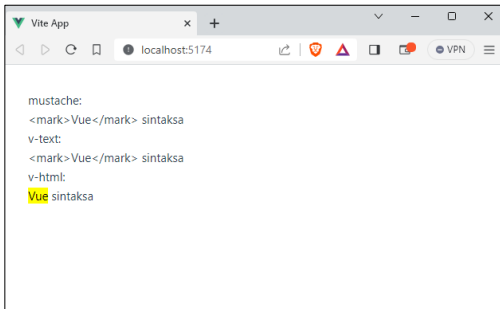 Vite App
localhost:5174
VPN
mustache:
<mark>Vue</mark> sintaksa
v-text:
<mark>Vue</mark> sintaksa
v-html:
Vue sintaksa